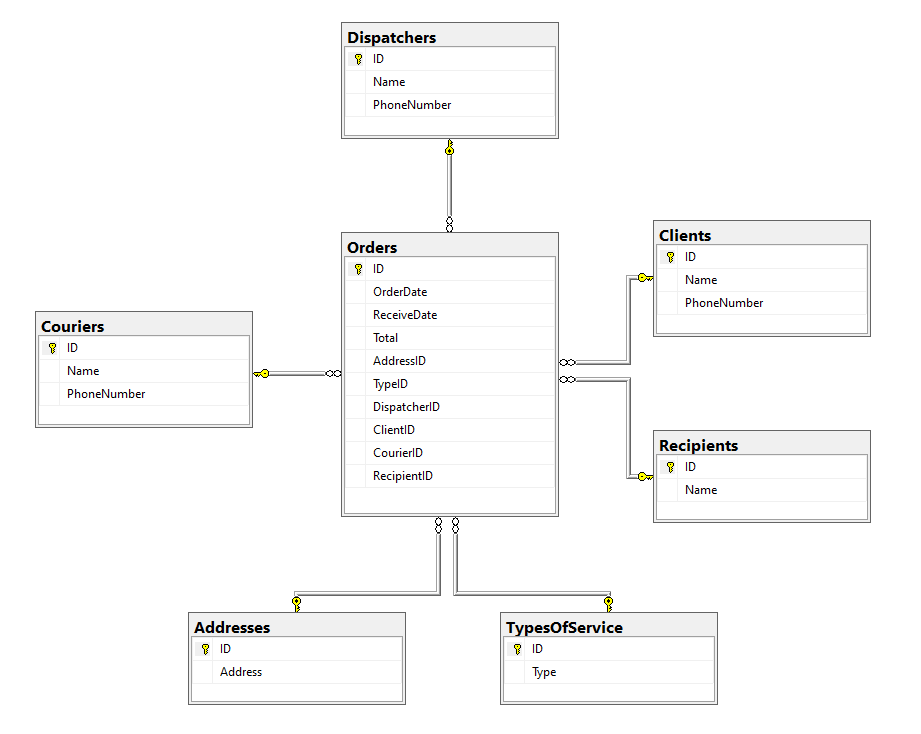 Dispatchers
ID
Name
PhoneNumber
Orders
ID
OrderDate
ReceiveDate
Total
AddressID
TypeID
DispatcherID
ClientID
CourierID
RecipientID
Clients
ID
Name
PhoneNumber
Couriers
ID
Name
PhoneNumber
Recipients
ID
Name
Addresses
ID
Address
TypesOfService
ID
Type